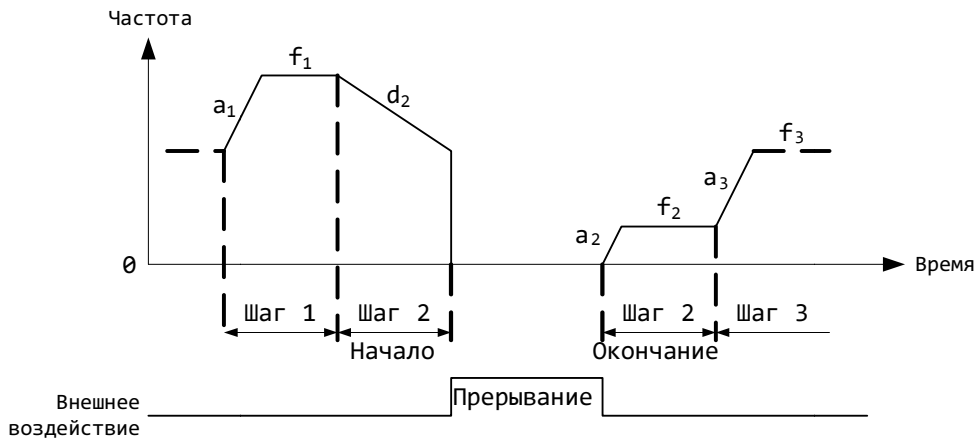 Частота
f₁
a₁
d₂
f₃
a₃
f₂
a₂
0
Время
Шаг 1
Шаг 2
Шаг 2
Шаг 3
Начало
Окончание
Прерывание
Внешнее
воздействие